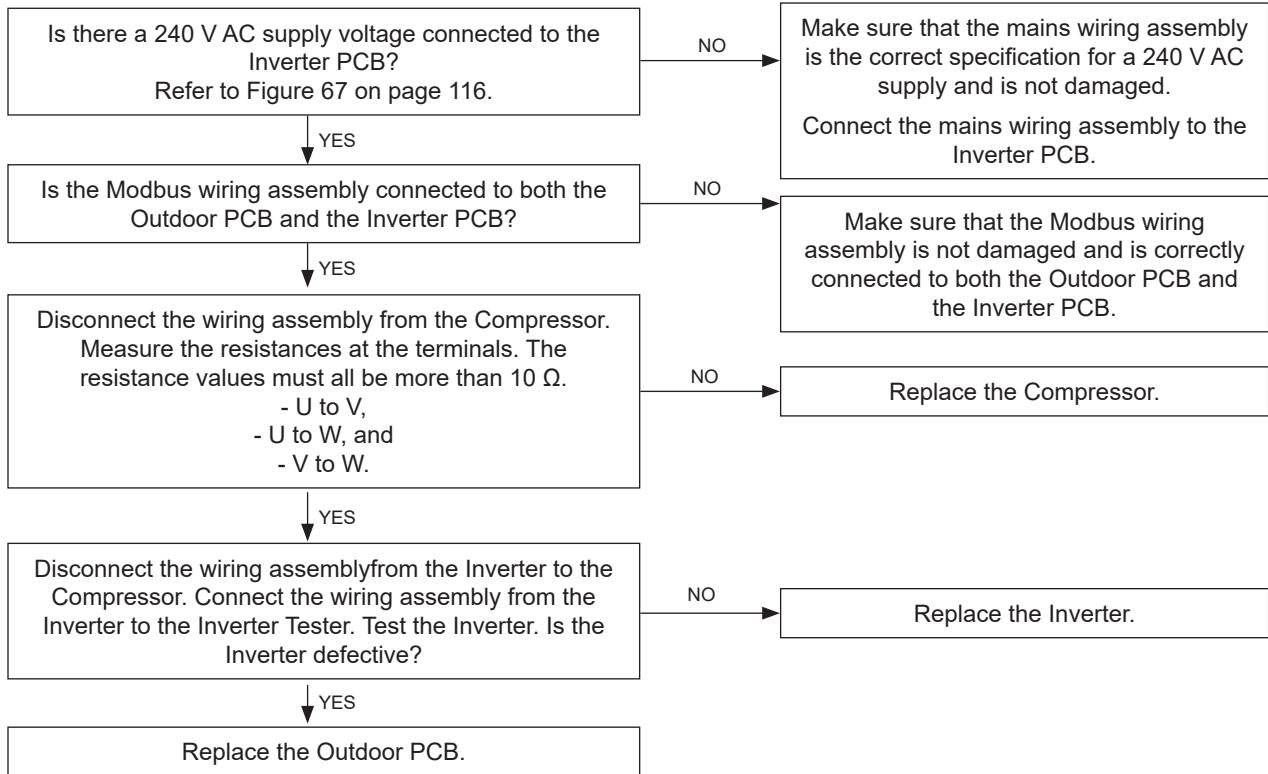 Is there a 240 V AC supply voltage connected to the
Inverter PCB?
Refer to Figure 67 on page 116.
NO
Make sure that the mains wiring assembly
is the correct specification for a 240 V AC
supply and is not damaged.
Connect the mains wiring assembly to the
Inverter PCB.
YES
Is the Modbus wiring assembly connected to both the
Outdoor PCB and the Inverter PCB?
NO
Make sure that the Modbus wiring
assembly is not damaged and is correctly
connected to both the Outdoor PCB and
the Inverter PCB.
YES
Disconnect the wiring assembly from the Compressor.
Measure the resistances at the terminals. The
resistance values must all be more than 10 Ω.
- U to V,
- U to W, and
- V to W.
NO
Replace the Compressor.
YES
Disconnect the wiring assemblyfrom the Inverter to the
Compressor. Connect the wiring assembly from the
Inverter to the Inverter Tester. Test the Inverter. Is the
Inverter defective?
NO
Replace the Inverter.
YES
Replace the Outdoor PCB.